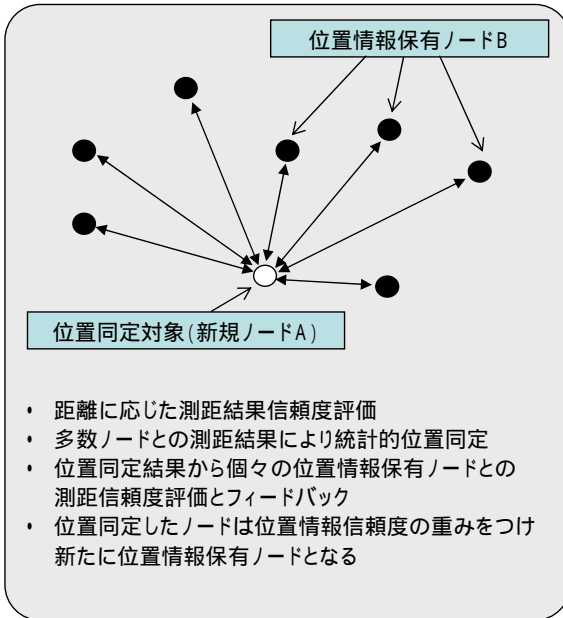 位置情報保有ノードB
位置同定対象(新規ノードA)
• 距離に応じた測距結果信頼度評価
• 多数ノードとの測距結果により統計的位置同定
• 位置同定結果から個々の位置情報保有ノードとの
測距信頼度評価とフィードバック
• 位置同定したノードは位置情報信頼度の重みをつけ
新たに位置情報保有ノードとなる